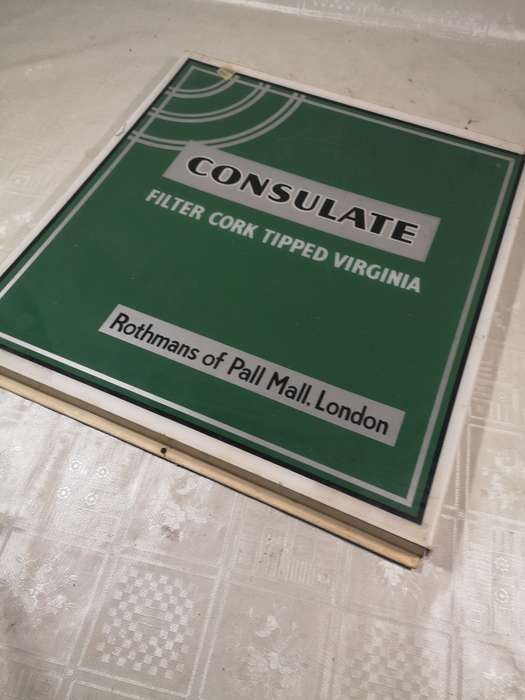 CONSULATE
FILTER CORK TIPPED VIRGINIA
Rothmans of Pall Mall. London